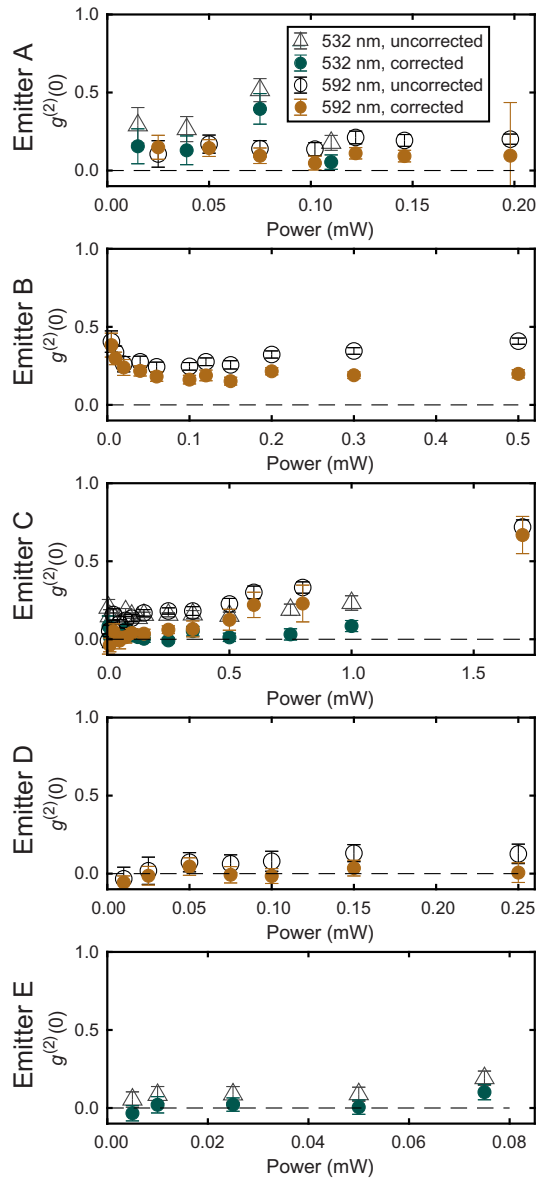 Emitter A
g(2)(0)
1.0
0.5
0.0
532 nm, uncorrected
532 nm, corrected
592 nm, uncorrected
592 nm, corrected
0.00 0.05 0.10 0.15 0.20
Power (mW)
Emitter B
g(2)(0)
1.0
0.5
0.0
0.0 0.1 0.2 0.3 0.4 0.5
Power (mW)
Emitter C
g(2)(0)
1.0
0.5
0.0
0.0 0.5 1.0 1.5
Power (mW)
Emitter D
g(2)(0)
1.0
0.5
0.0
0.00 0.05 0.10 0.15 0.20 0.25
Power (mW)
Emitter E
g(2)(0)
1.0
0.5
0.0
0.00 0.02 0.04 0.06 0.08
Power (mW)